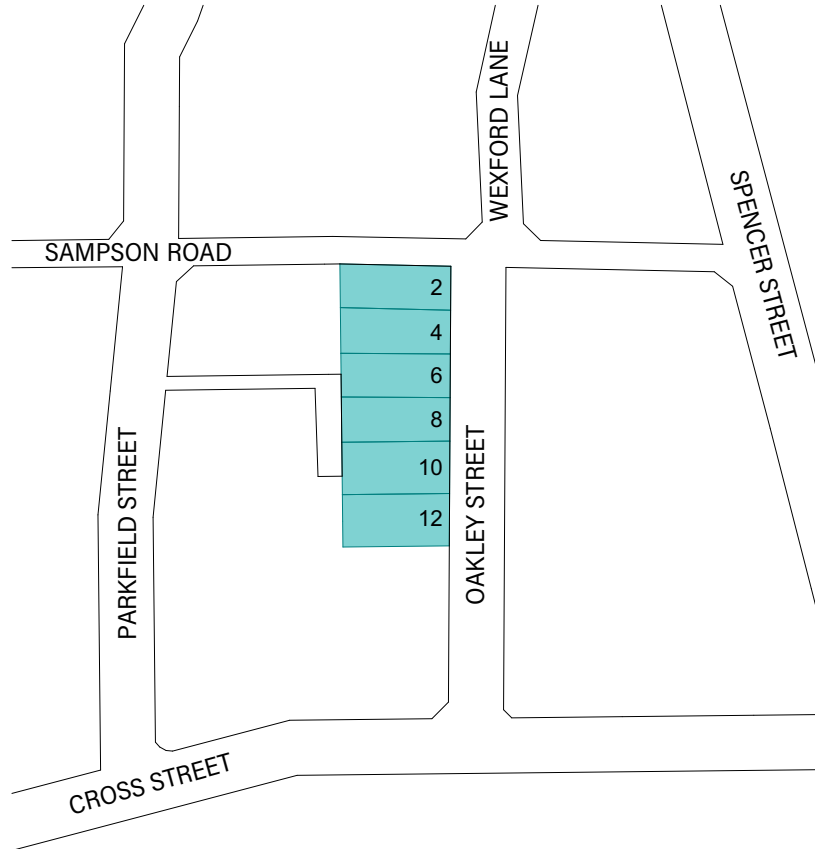 WEXFORD LANE
SPENCER STREET
SAMPSON ROAD
2
4
6
8
10
12
PARKFIELD STREET
OAKLEY STREET
CROSS STREET